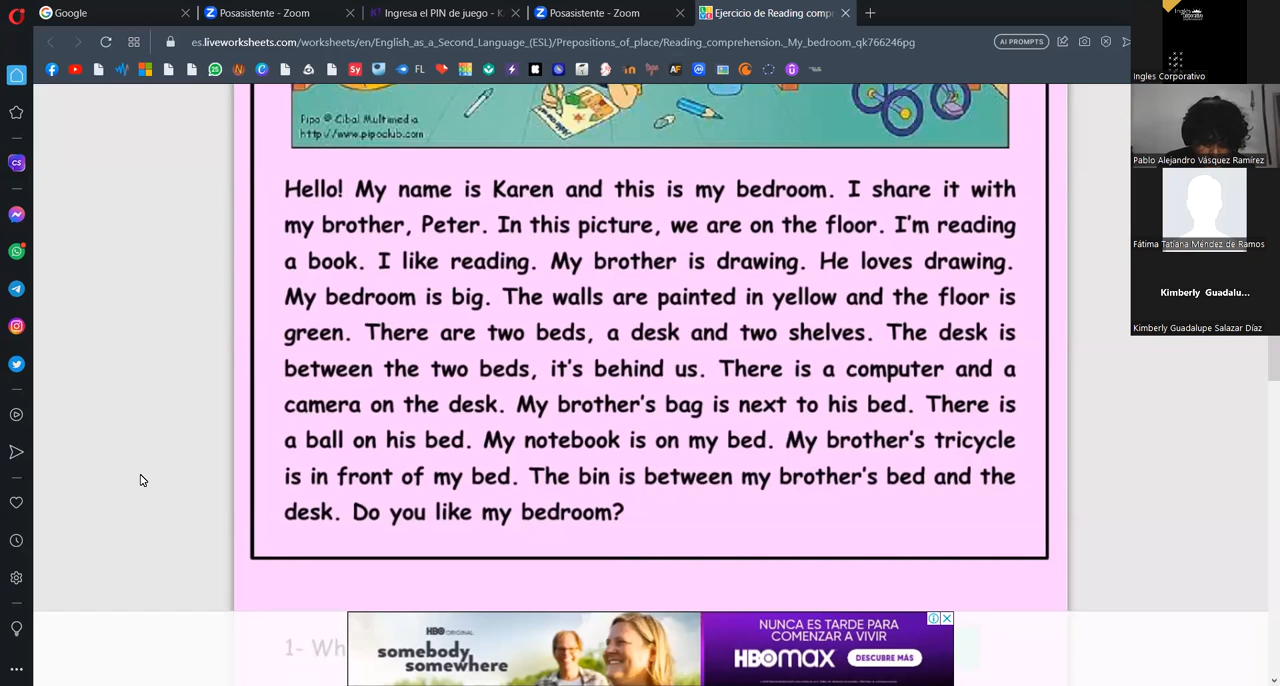 Google
Posasistente - Zoom
Ingresa el PIN de juego - K
Posasistente - Zoom
Ejercicio de Reading comp
es.liveworksheets.com/worksheets/en/English_as_a_Second_Language_(ESL)/Prepositions_of_place/Reading_comprehension._My_bedroom_qk766246pg
AI PROMPTS
FL
Sy
AF
CS
Pipo @ Cibal Multimedia
http://www.pipoclub.com
Hello! My name is Karen and this is my bedroom. I share it with
my brother, Peter. In this picture, we are on the floor. I'm reading
a book. I like reading. My brother is drawing. He loves drawing.
My bedroom is big. The walls are painted in yellow and the floor is
green. There are two beds, a desk and two shelves. The desk is
between the two beds, it's behind us. There is a computer and a
camera on the desk. My brother's bag is next to his bed. There is
a ball on his bed. My notebook is on my bed. My brother's tricycle
is in front of my bed. The bin is between my brother's bed and the
desk. Do you like my bedroom?
1- Wh
HBO ORIGINAL
somebody
somewhere
NUNCA ES TARDE PARA
COMENZAR A VIVIR
HBOmax
DESCUBRE MÁS
Inglés
Corporativo
Ingles Corporativo
Pablo Alejandro Vásquez Ramírez
Fátima Tatiana Méndez de Ramos
Kimberly Guadalu...
Kimberly Guadalupe Salazar Díaz